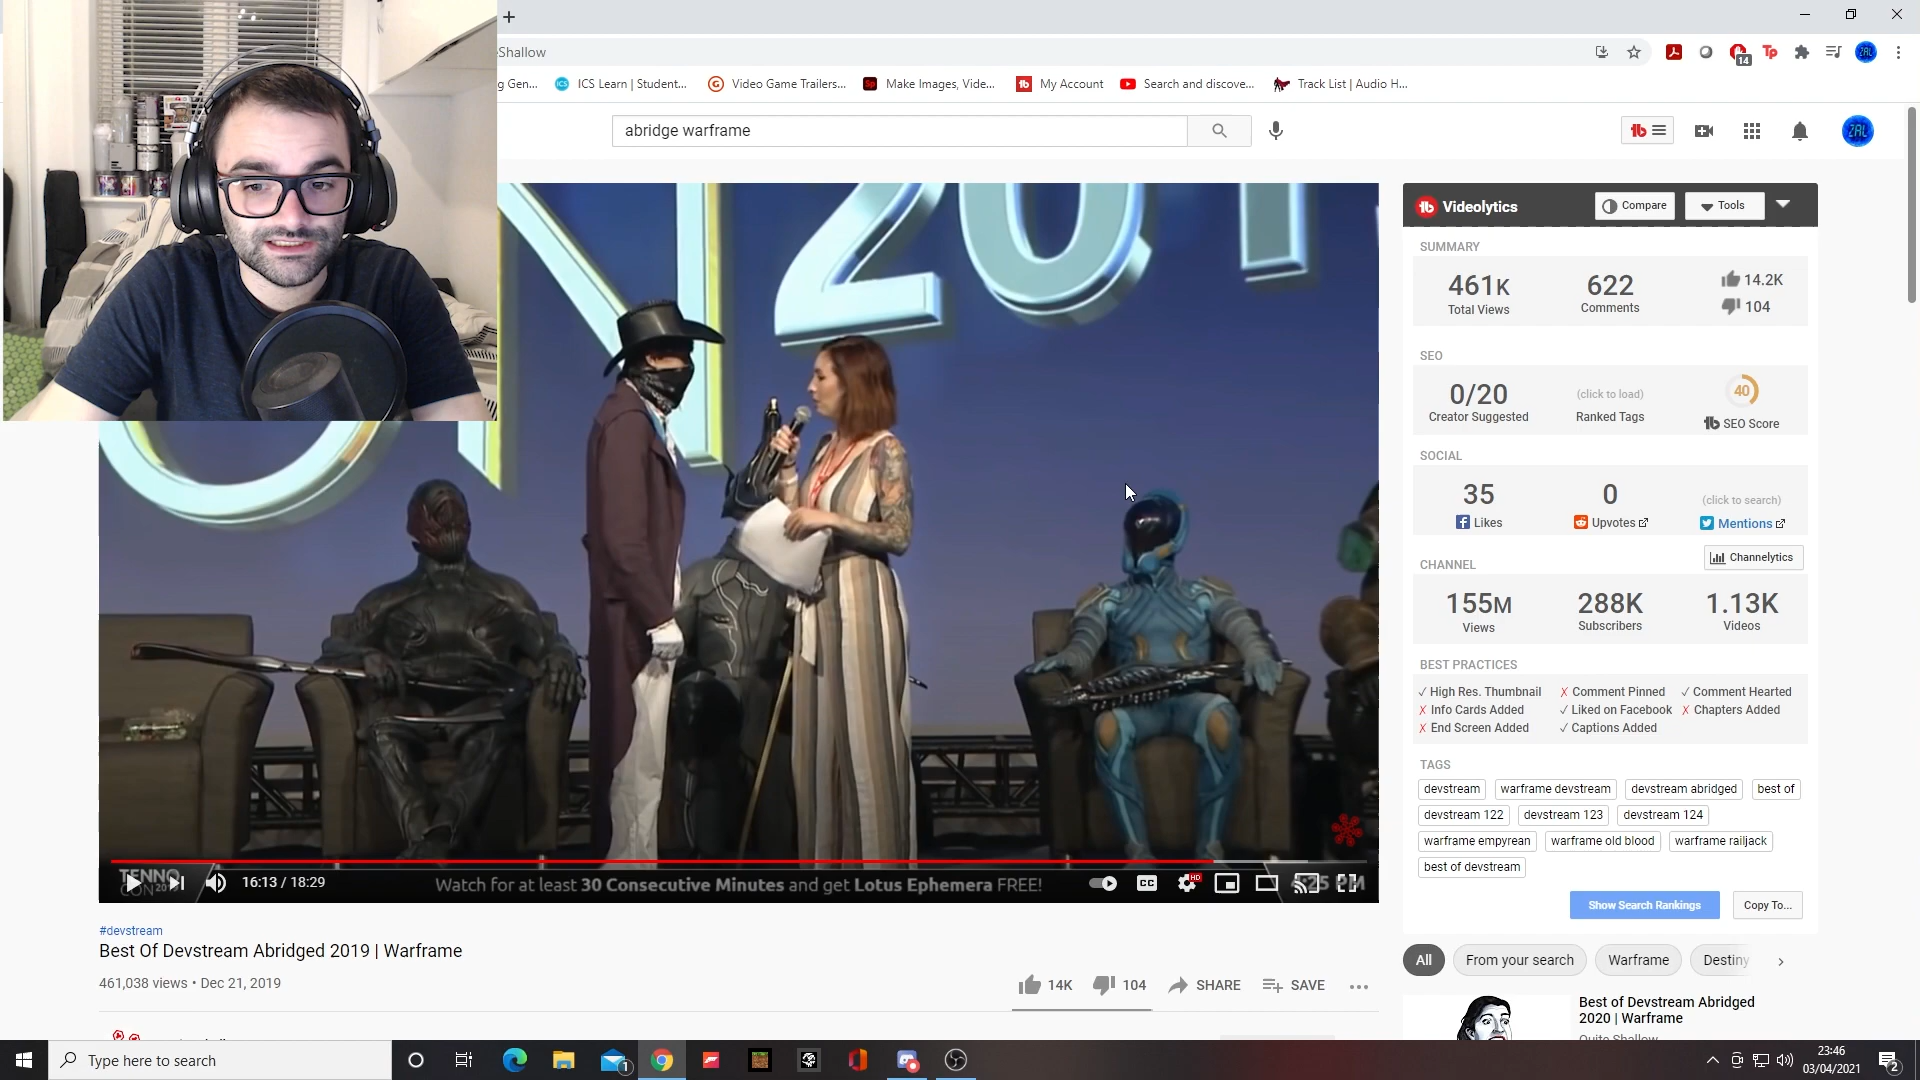 Shallow
g Gen...
ICS Learn | Student...
Video Game Trailers...
Make Images, Vide...
My Account
Search and discove...
Track List | Audio H...
14
abridge warframe
Videolytics
Compare
Tools
SUMMARY
461K
622
14.2K
Total Views
Comments
104
SEO
0/20
(click to load)
40
Creator Suggested
Ranked Tags
SEO Score
SOCIAL
35
0
(click to search)
Likes
Upvotes
Mentions
Channelytics
CHANNEL
155M
288K
1.13K
Views
Subscribers
Videos
BEST PRACTICES
✓ High Res. Thumbnail
✗ Comment Pinned
✓ Comment Hearted
✗ Info Cards Added
✓ Liked on Facebook
✗ Chapters Added
✗ End Screen Added
✓ Captions Added
TAGS
devstream
warframe devstream
devstream abridged
best of
devstream 122
devstream 123
devstream 124
warframe empyrean
warframe old blood
warframe railjack
best of devstream
Show Search Rankings
Copy To...
TENNO
16:13 / 18:29
Watch for at least 30 Consecutive Minutes and get Lotus Ephemera FREE!
CC
HD
#devstream
Best Of Devstream Abridged 2019 | Warframe
461,038 views • Dec 21, 2019
14K
104
SHARE
SAVE
All
From your search
Warframe
Destiny
Best of Devstream Abridged
2020 | Warframe
Quite Shallow
Type here to search
1
23:46
03/04/2021
2